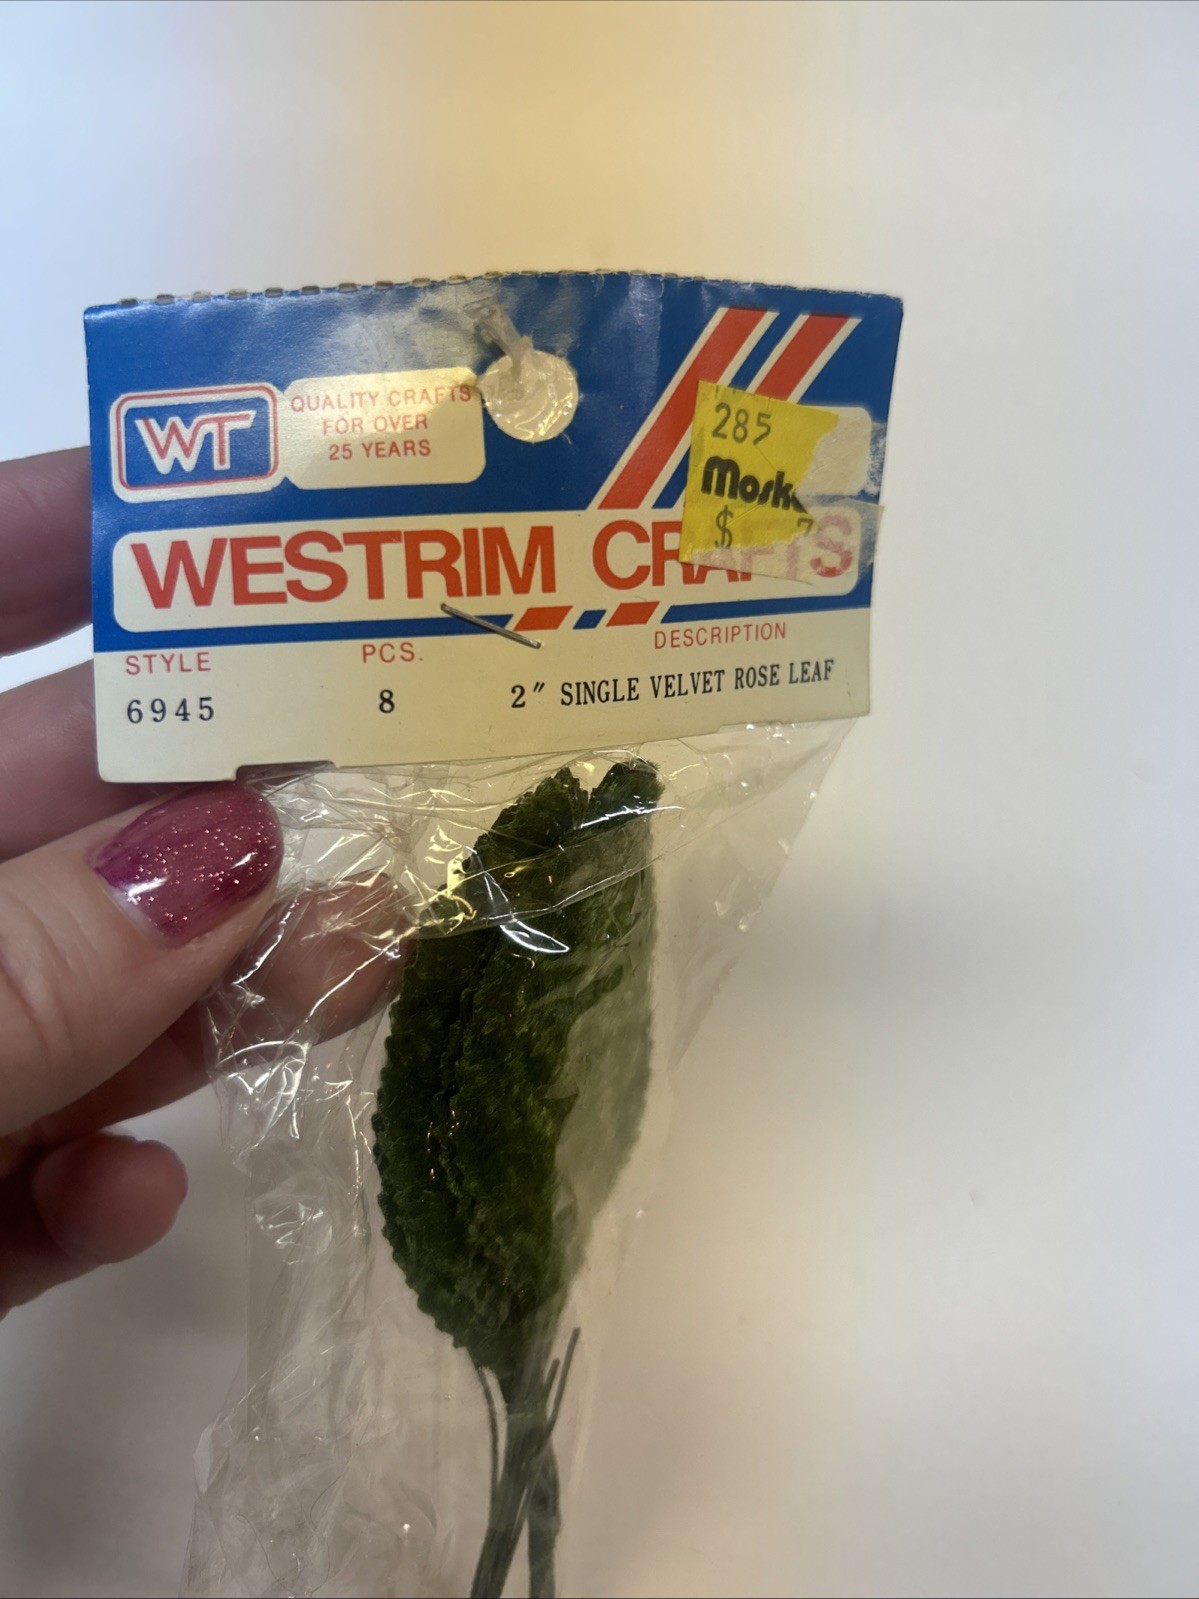 WT
QUALITY CRAFTS
FOR OVER
25 YEARS
285
$
WESTRIM CRAFTS
STYLE
PCS.
DESCRIPTION
6945
8
2" SINGLE VELVET ROSE LEAF